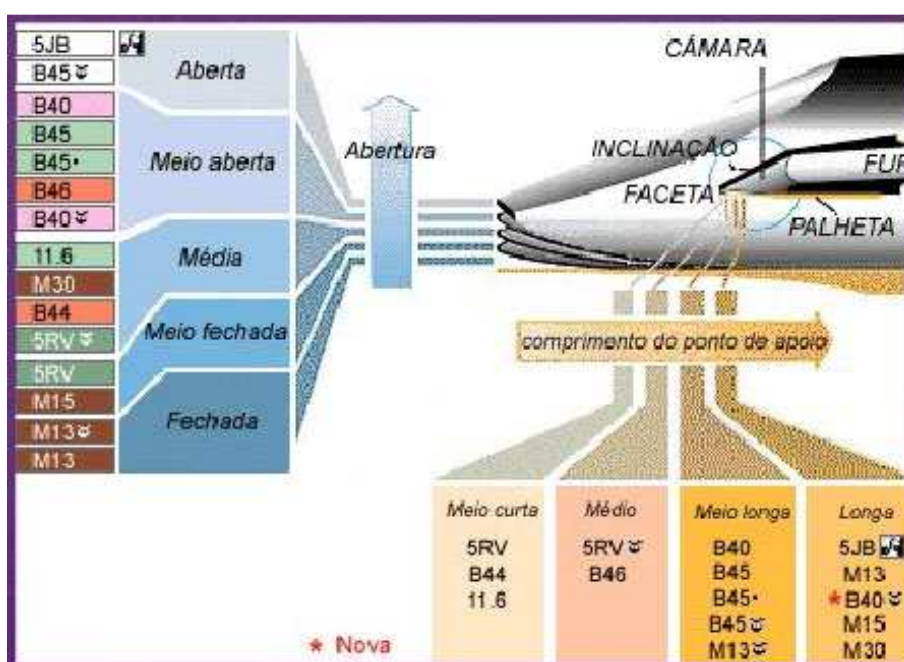 5JB
B45
B40
B45
B45•
B46
B40
11.6
M30
B44
5RV
5RV
M15
M13
M13
Aberta
Meio aberta
Média
Meio fechada
Fechada
Abertura
CÂMARA
INCLINAÇÃO
FUF
FACETA
PALHETA
comprimento do ponto de apoio
Meio curta
5RV
B44
11.6
Médio
5RV
B46
Meio longa
B40
B45
B45•
B45
M13
Longa
5JB
M13
* B40
M15
M30
* Nova